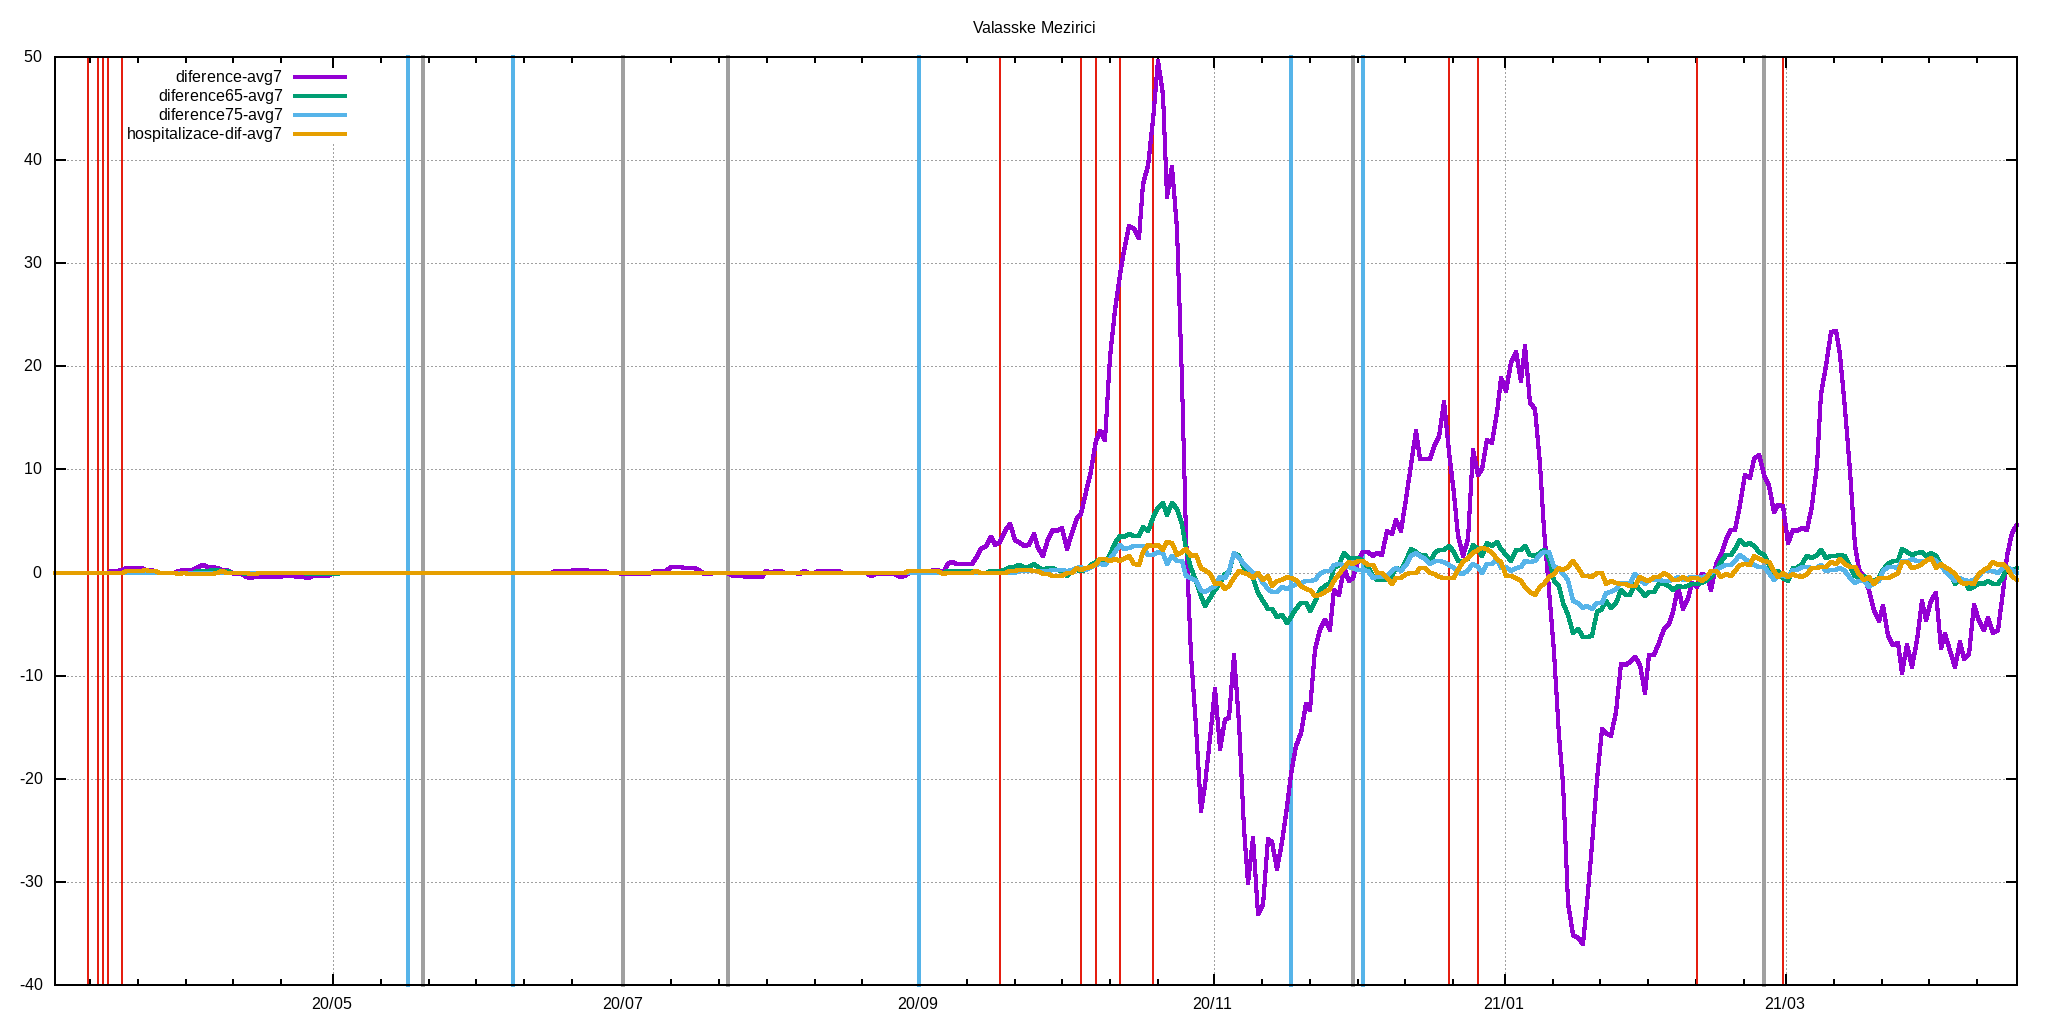 Valasske Mezirici
50
diference-avg7
diference65-avg7
diference75-avg7
hospitalizace-dif-avg7
40
30
20
10
0
-10
-20
-30
-40
20/05 20/07 20/09 20/11 21/01 21/03